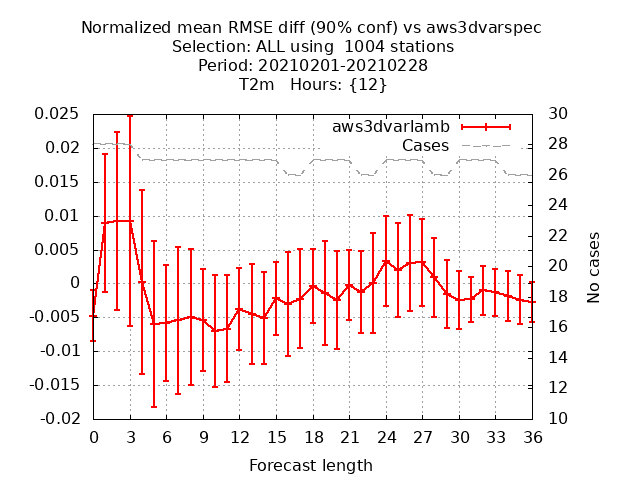 Normalized mean RMSE diff (90% conf) vs aws3dvarspec
Selection: ALL using  1004 stations
Period: 20210201-20210228
T2m   Hours: {12}
0.025
0.02
0.015
0.01
0.005
0
-0.005
-0.01
-0.015
-0.02
aws3dvarlamb
Cases
30
28
26
24
22
20
18
16
14
12
10
No cases
0 3 6 9 12 15 18 21 24 27 30 33 36
Forecast length